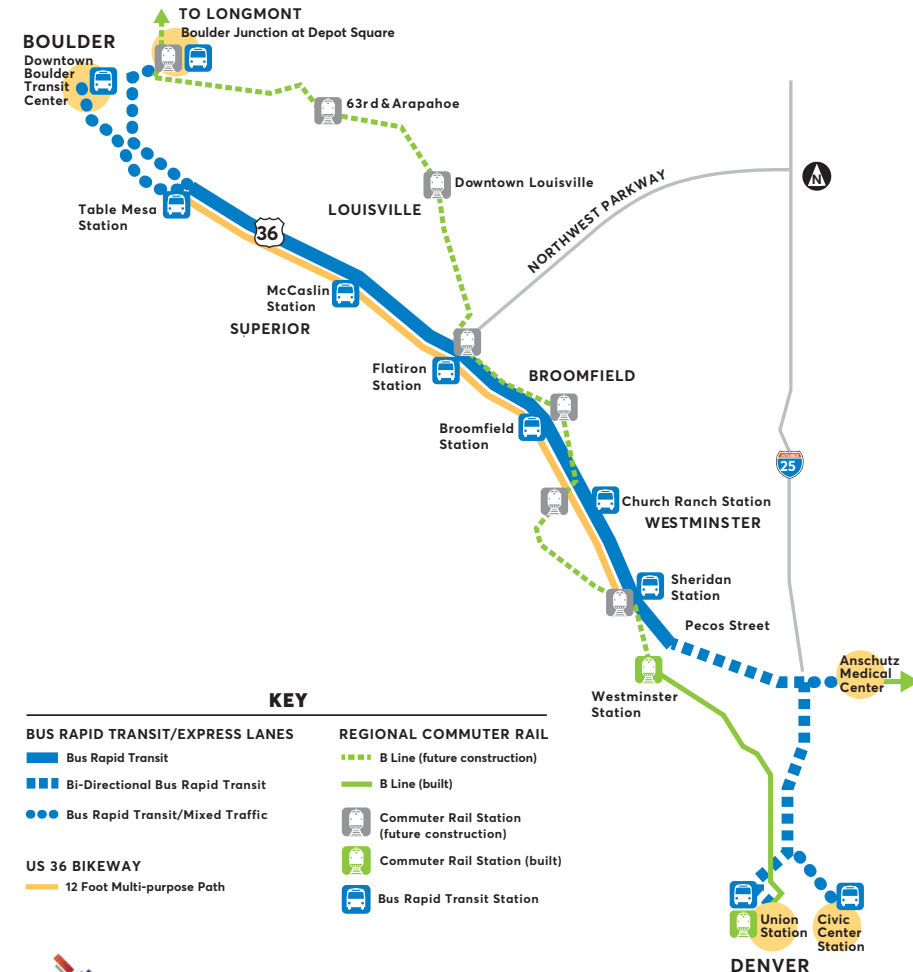 TO LONGMONT
Boulder Junction at Depot Square
BOULDER
Downtown
Boulder
Transit
Center
63rd & Arapahoe
Downtown Louisville
LOUISVILLE
NORTHWEST PARKWAY
N
Table Mesa
Station
36
McCaslin
Station
SUPERIOR
Flatiron
Station
BROOMFIELD
Broomfield
Station
INTERSTATE
25
Church Ranch Station
WESTMINSTER
Sheridan
Station
Pecos Street
Anschutz
Medical
Center
Westminster
Station
KEY
BUS RAPID TRANSIT/EXPRESS LANES
Bus Rapid Transit
Bi-Directional Bus Rapid Transit
Bus Rapid Transit/Mixed Traffic
US 36 BIKEWAY
12 Foot Multi-purpose Path
REGIONAL COMMUTER RAIL
B Line (future construction)
B Line (built)
Commuter Rail Station
(future construction)
Commuter Rail Station (built)
Bus Rapid Transit Station
Union
Station
Civic
Center
Station
DENVER